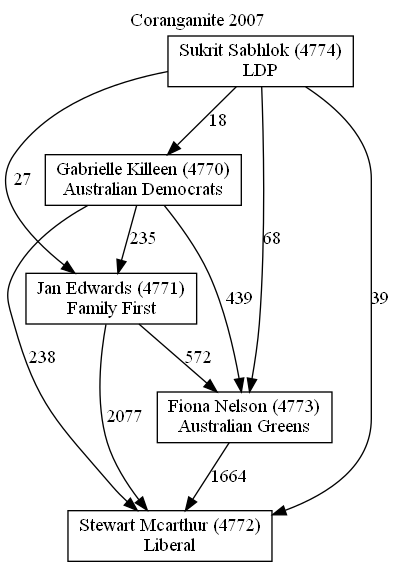 Corangamite 2007
Sukrit Sabhlok (4774)
LDP
18
Gabrielle Killeen (4770)
Australian Democrats
27
235
68
Jan Edwards (4771)
Family First
439
39
238
572
Fiona Nelson (4773)
Australian Greens
2077
1664
Stewart Mcarthur (4772)
Liberal